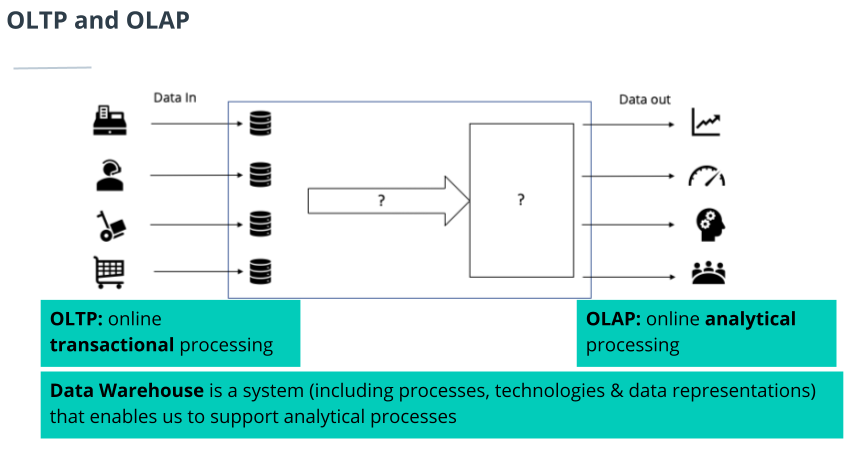 OLTP and OLAP
Data In
Data out
?
?
OLTP: online
transactional processing
OLAP: online analytical
processing
Data Warehouse is a system (including processes, technologies & data representations)
that enables us to support analytical processes